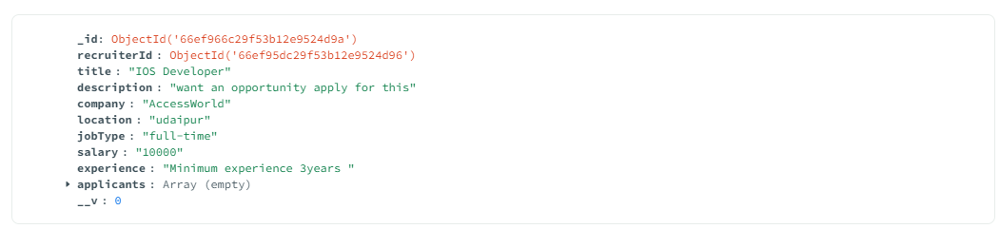 _id: ObjectId('66ef966c29f53b12e9524d9a')
recruiterId : ObjectId('66ef95dc29f53b12e9524d96')
title : "IOS Developer"
description : "want an opportunity apply for this"
company : "AccessWorld"
location : "udaipur"
jobType : "full-time"
salary : "10000"
experience : "Minimum experience 3years "
applicants : Array (empty)
__v : 0